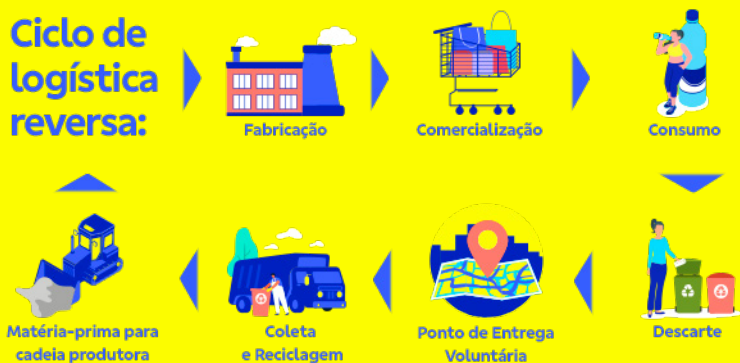 Ciclo de
logística
reversa:
Fabricação
Comercialização
Consumo
Matéria-prima para
cadeia produtora
Coleta
e Reciclagem
Ponto de Entrega
Voluntária
Descarte